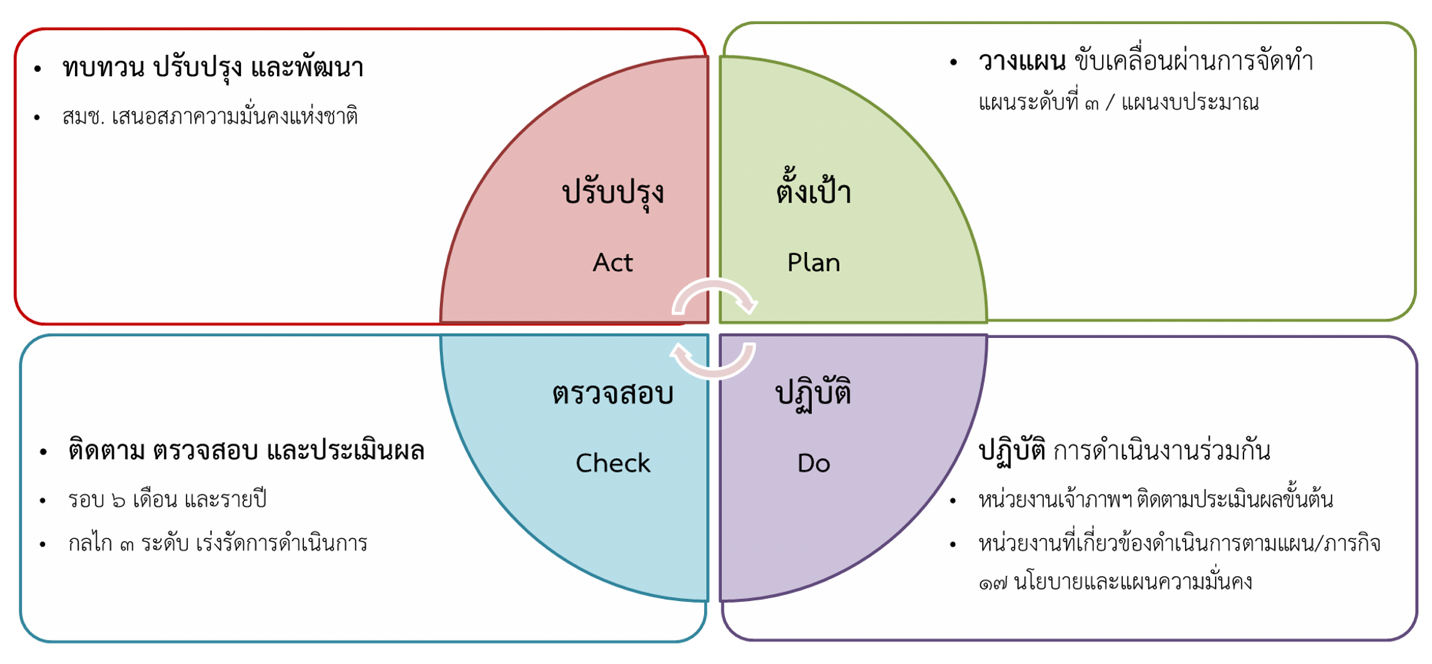 • ทบทวน ปรับปรุง และพัฒนา
• สมช. เสนอสภาความมั่นคงแห่งชาติ
ปรับปรุง
Act
• วางแผน ขับเคลื่อนผ่านการจัดทำ
แผนระดับที่ ๓ / แผนงบประมาณ
ตั้งเป้า
Plan
• ติดตาม ตรวจสอบ และประเมินผล
• รอบ ๖ เดือน และรายปี
• กลไก ๓ ระดับ เร่งรัดการดำเนินการ
ตรวจสอบ
Check
ปฏิบัติ
Do
ปฏิบัติ การดำเนินงานร่วมกัน
• หน่วยงานเจ้าภาพฯ ติดตามประเมินผลขั้นต้น
• หน่วยงานที่เกี่ยวข้องดำเนินการตามแผน/ภารกิจ
๑๗ นโยบายและแผนความมั่นคง